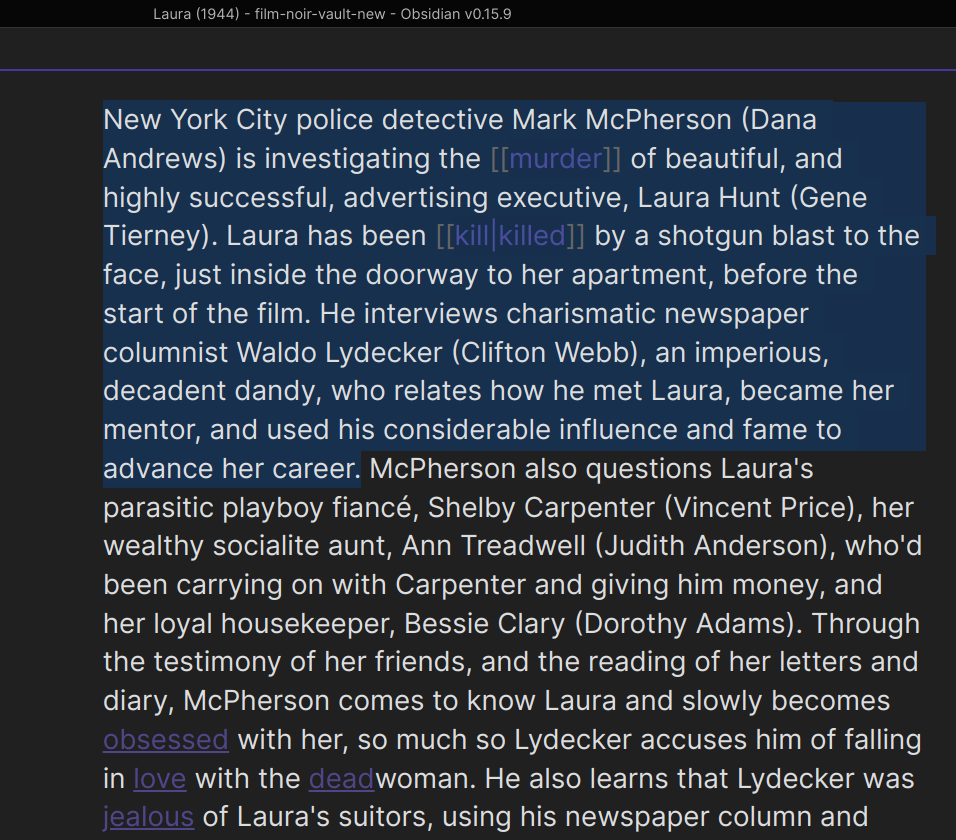 Laura (1944) - film-noir-vault-new - Obsidian v0.15.9
New York City police detective Mark McPherson (Dana
Andrews) is investigating the [[murder]] of beautiful, and
highly successful, advertising executive, Laura Hunt (Gene
Tierney). Laura has been [[kill|killed]] by a shotgun blast to the
face, just inside the doorway to her apartment, before the
start of the film. He interviews charismatic newspaper
columnist Waldo Lydecker (Clifton Webb), an imperious,
decadent dandy, who relates how he met Laura, became her
mentor, and used his considerable influence and fame to
advance her career. McPherson also questions Laura's
parasitic playboy fiancé, Shelby Carpenter (Vincent Price), her
wealthy socialite aunt, Ann Treadwell (Judith Anderson), who'd
been carrying on with Carpenter and giving him money, and
her loyal housekeeper, Bessie Clary (Dorothy Adams). Through
the testimony of her friends, and the reading of her letters and
diary, McPherson comes to know Laura and slowly becomes
obsessed with her, so much so Lydecker accuses him of falling
in love with the deadwoman. He also learns that Lydecker was
jealous of Laura's suitors, using his newspaper column and